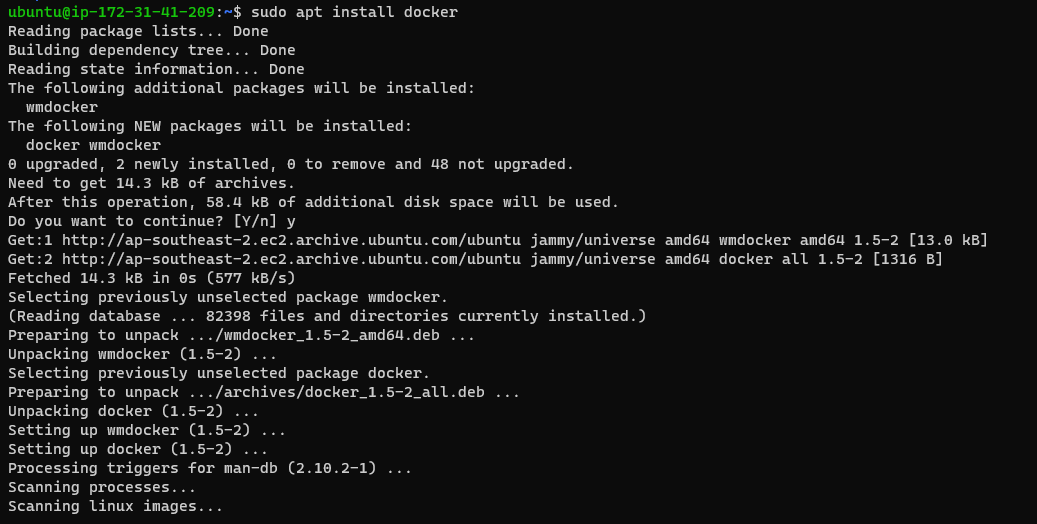 ubuntu@ip-172-31-41-209:~$ sudo apt install docker
Reading package lists... Done
Building dependency tree... Done
Reading state information... Done
The following additional packages will be installed:
  wmdocker
The following NEW packages will be installed:
  docker wmdocker
0 upgraded, 2 newly installed, 0 to remove and 48 not upgraded.
Need to get 14.3 kB of archives.
After this operation, 58.4 kB of additional disk space will be used.
Do you want to continue? [Y/n] y
Get:1 http://ap-southeast-2.ec2.archive.ubuntu.com/ubuntu jammy/universe amd64 wmdocker amd64 1.5-2 [13.0 kB]
Get:2 http://ap-southeast-2.ec2.archive.ubuntu.com/ubuntu jammy/universe amd64 docker all 1.5-2 [1316 B]
Fetched 14.3 kB in 0s (577 kB/s)
Selecting previously unselected package wmdocker.
(Reading database ... 82398 files and directories currently installed.)
Preparing to unpack .../wmdocker_1.5-2_amd64.deb ...
Unpacking wmdocker (1.5-2) ...
Selecting previously unselected package docker.
Preparing to unpack .../archives/docker_1.5-2_all.deb ...
Unpacking docker (1.5-2) ...
Setting up wmdocker (1.5-2) ...
Setting up docker (1.5-2) ...
Processing triggers for man-db (2.10.2-1) ...
Scanning processes...
Scanning linux images...